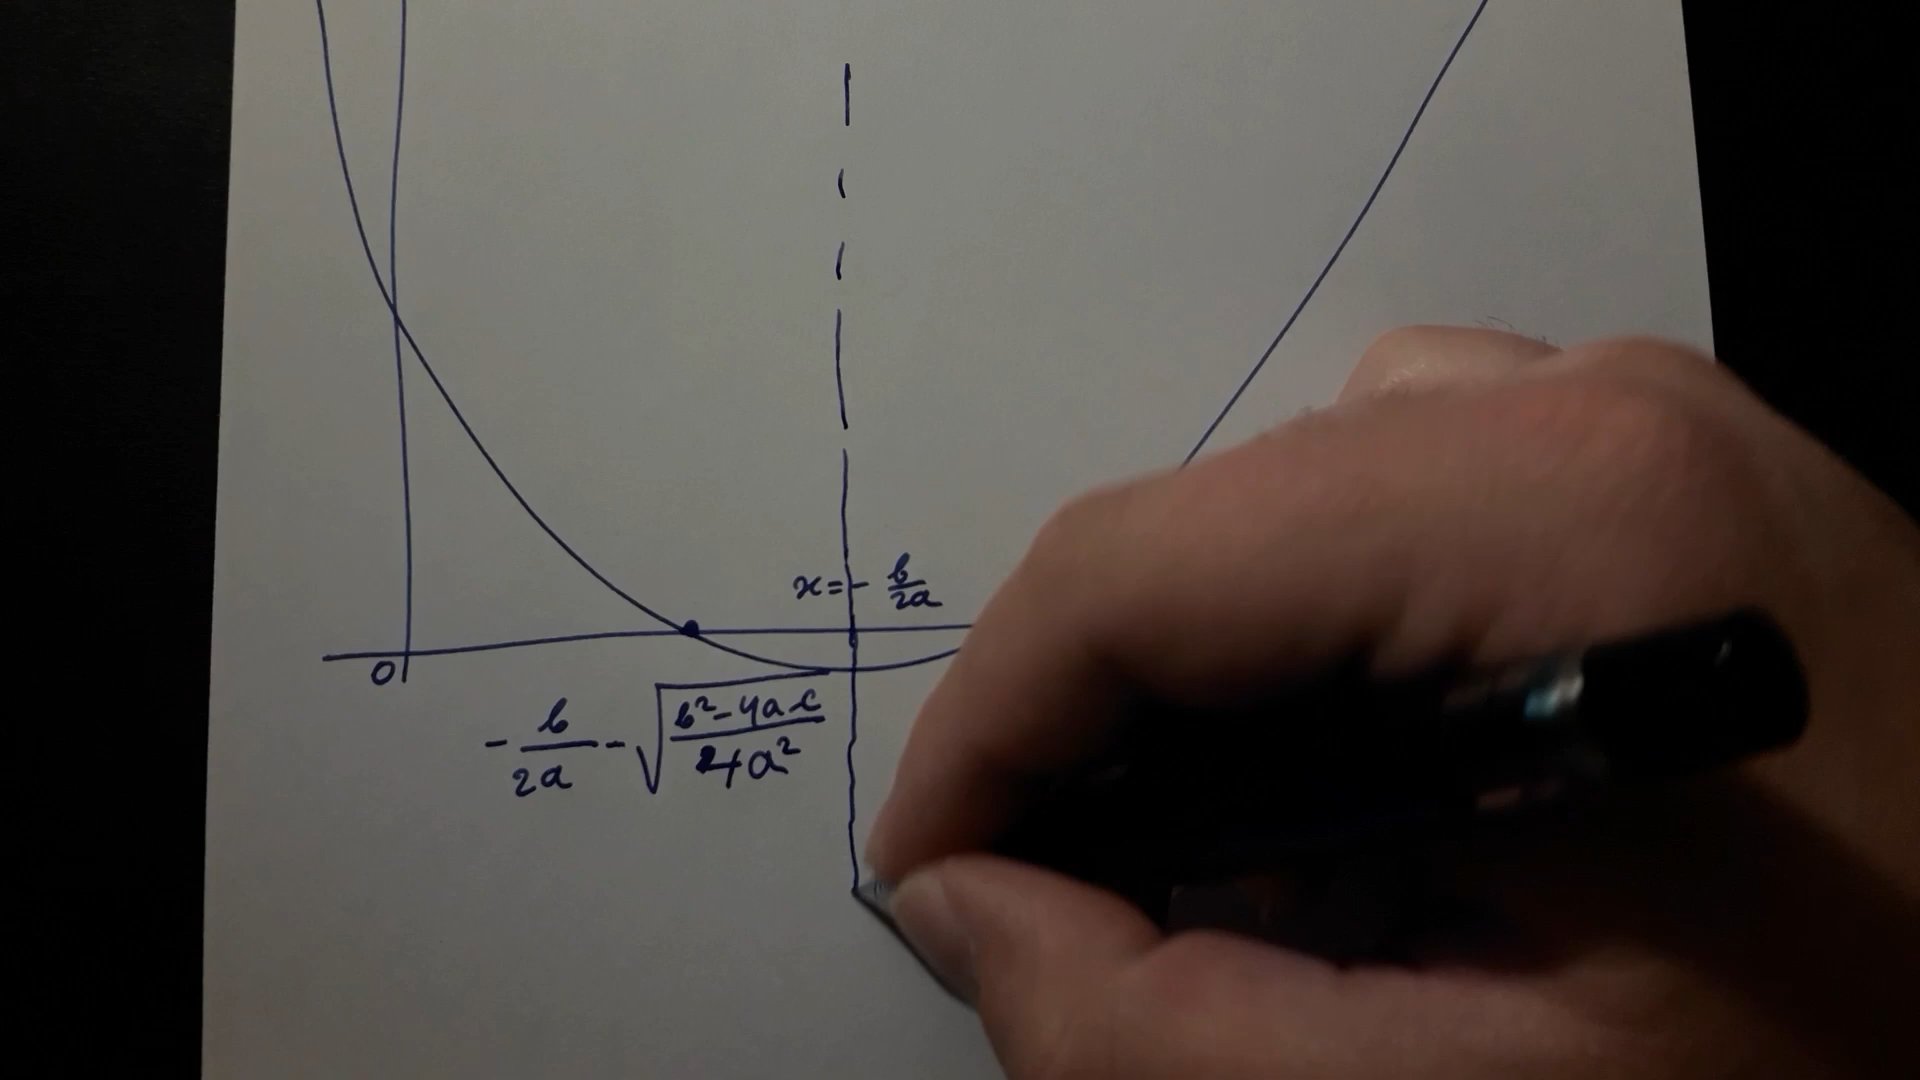 x = - b/2a
0
- b/2a - √((b²-4ac)/4a²)